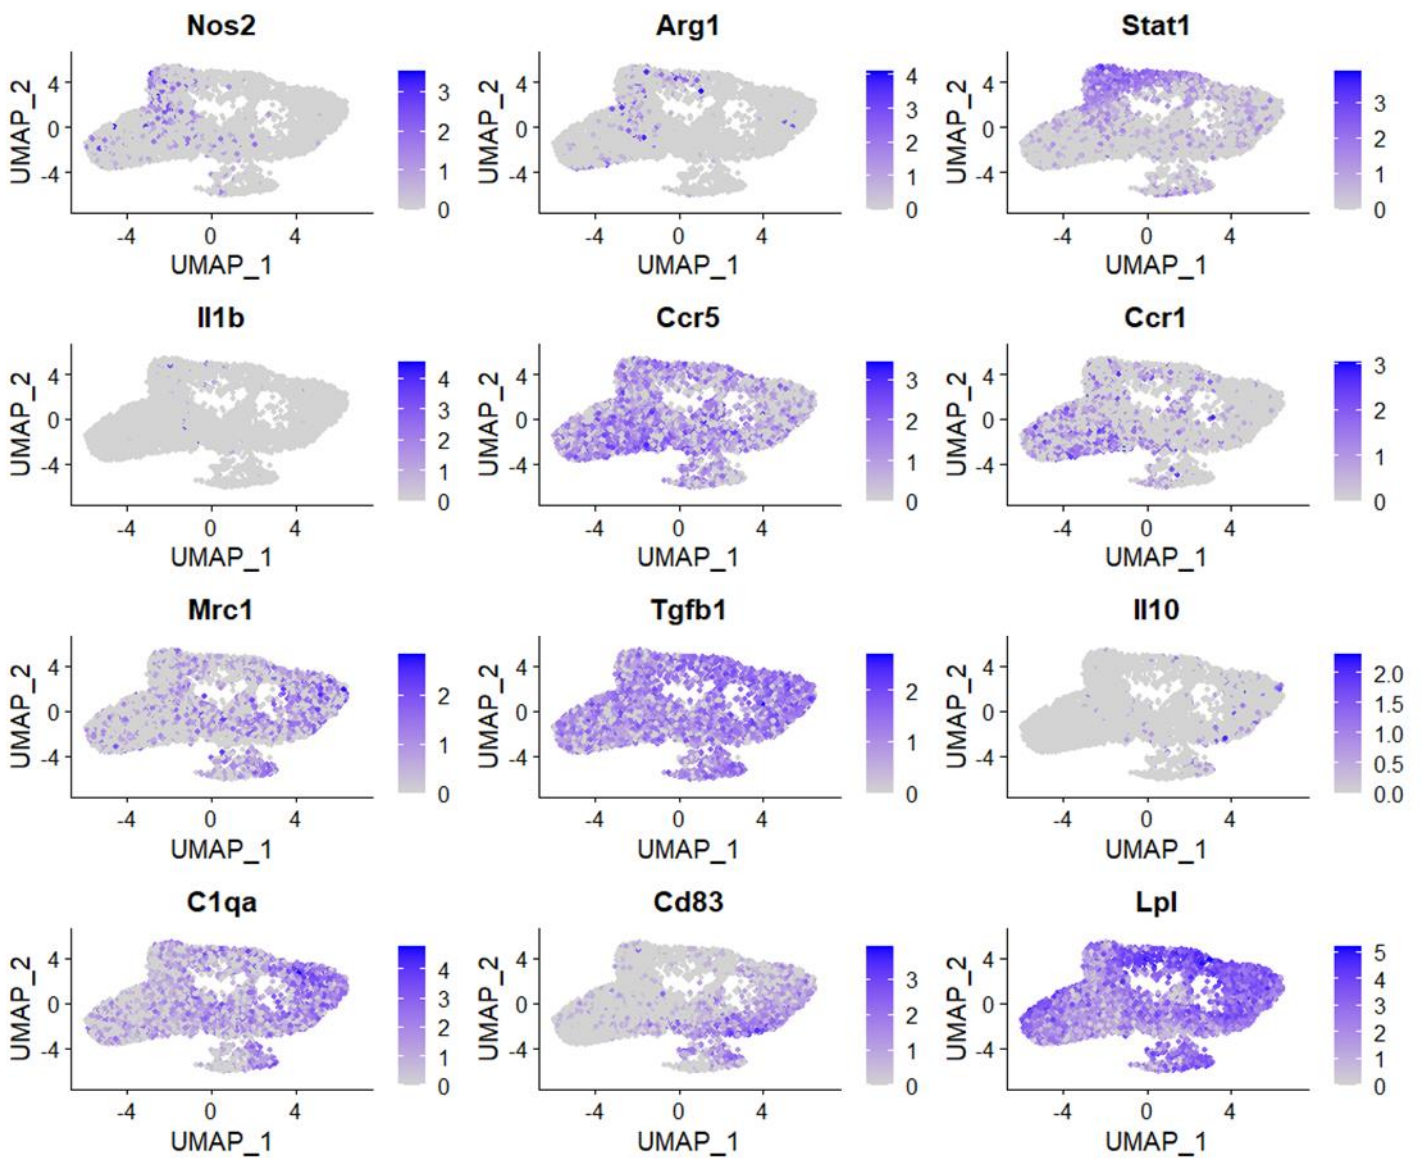 Nos2 Arg1 Stat1
UMAP_2 4 0 -4 3 2 1 0 UMAP_2 4 0 -4 4 3 2 1 0 UMAP_2 4 0 -4 3 2 1 0
-4 0 4 -4 0 4 -4 0 4
UMAP_1 UMAP_1 UMAP_1
Il1b Ccr5 Ccr1
UMAP_2 4 0 -4 4 3 2 1 0 UMAP_2 4 0 -4 3 2 1 0 UMAP_2 4 0 -4 3 2 1 0
-4 0 4 -4 0 4 -4 0 4
UMAP_1 UMAP_1 UMAP_1
Mrc1 Tgfb1 Il10
UMAP_2 4 0 -4 2 1 0 UMAP_2 4 0 -4 2 1 0 UMAP_2 4 0 -4 2.0 1.5 1.0 0.5 0.0
-4 0 4 -4 0 4 -4 0 4
UMAP_1 UMAP_1 UMAP_1
C1qa Cd83 Lpl
UMAP_2 4 0 -4 4 3 2 1 0 UMAP_2 4 0 -4 3 2 1 0 UMAP_2 4 0 -4 5 4 3 2 1 0
-4 0 4 -4 0 4 -4 0 4
UMAP_1 UMAP_1 UMAP_1